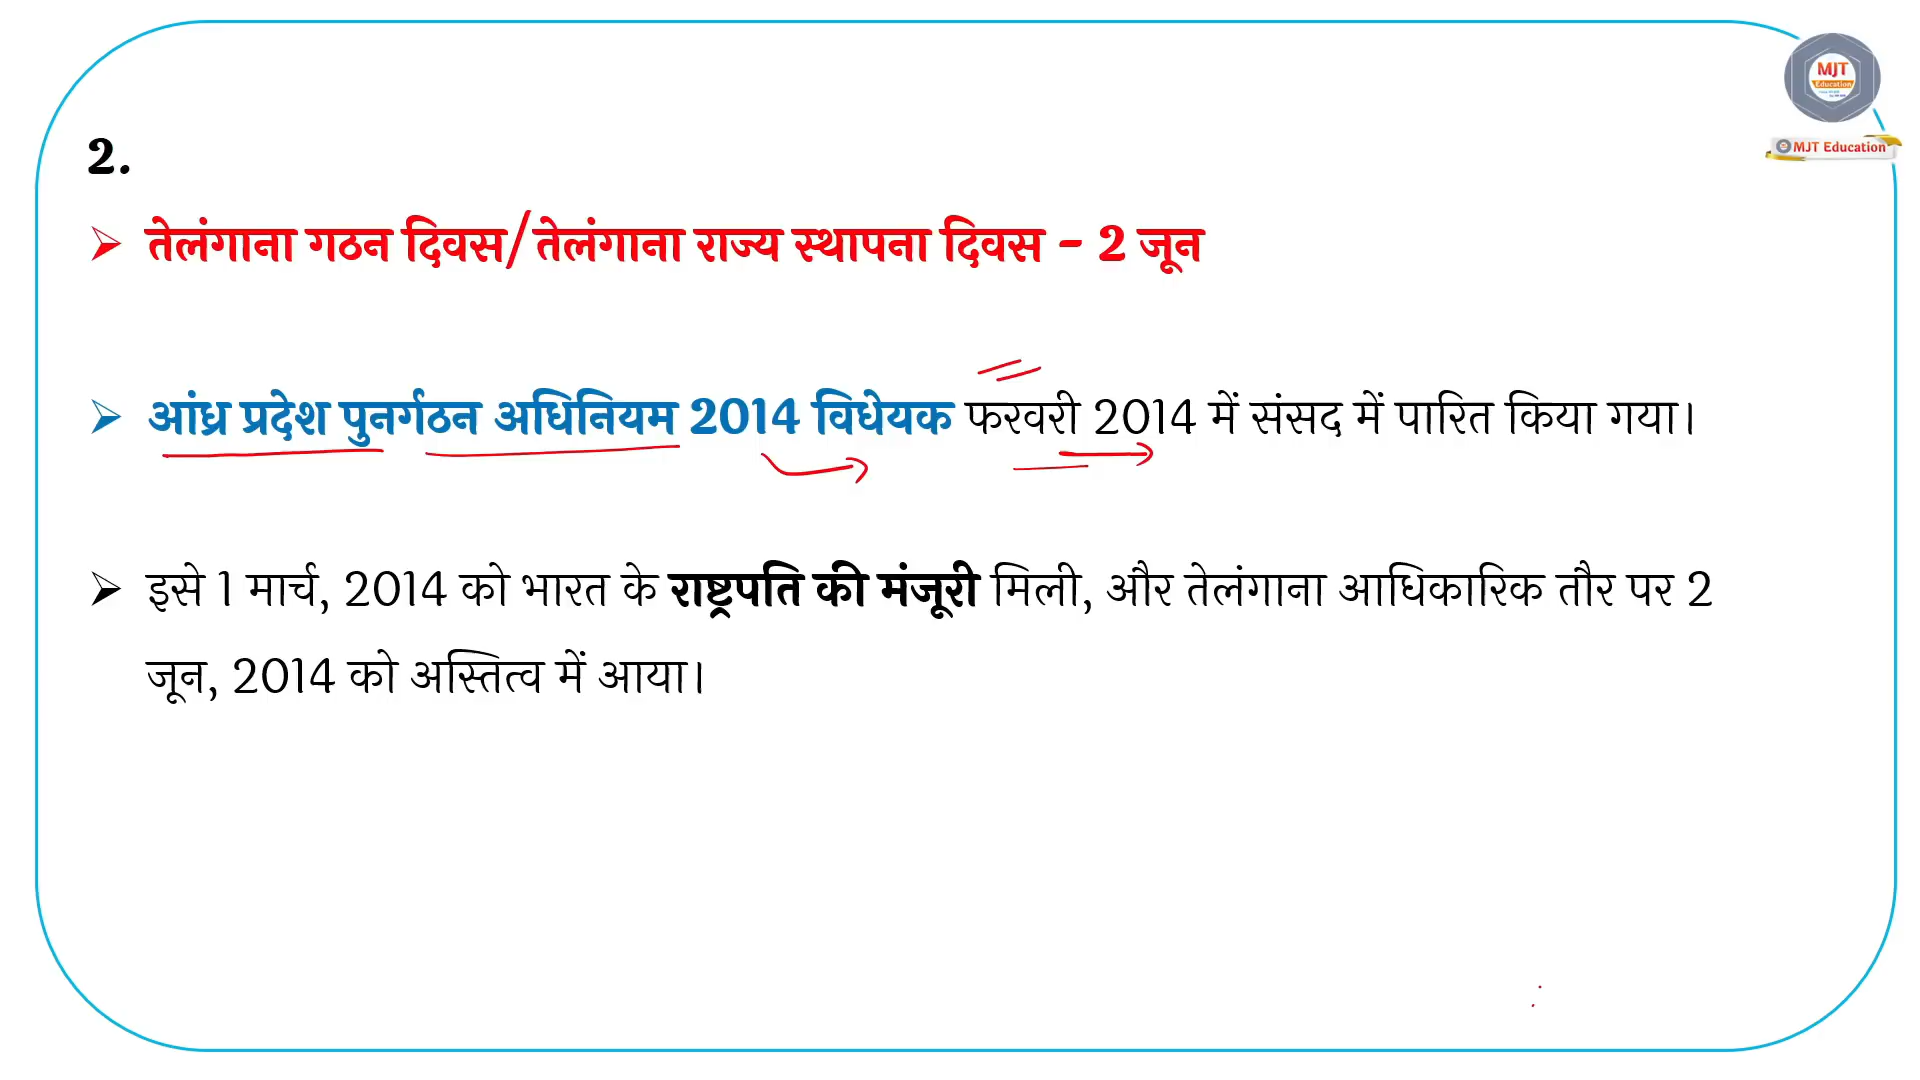 MJT
Education
MJT Education
2.
➢ तेलंगाना गठन दिवस/तेलंगाना राज्य स्थापना दिवस - 2 जून
➢ आंध्र प्रदेश पुनर्गठन अधिनियम 2014 विधेयक फरवरी 2014 में संसद में पारित किया गया।
➢ इसे 1 मार्च, 2014 को भारत के राष्ट्रपति की मंजूरी मिली, और तेलंगाना आधिकारिक तौर पर 2
जून, 2014 को अस्तित्व में आया।